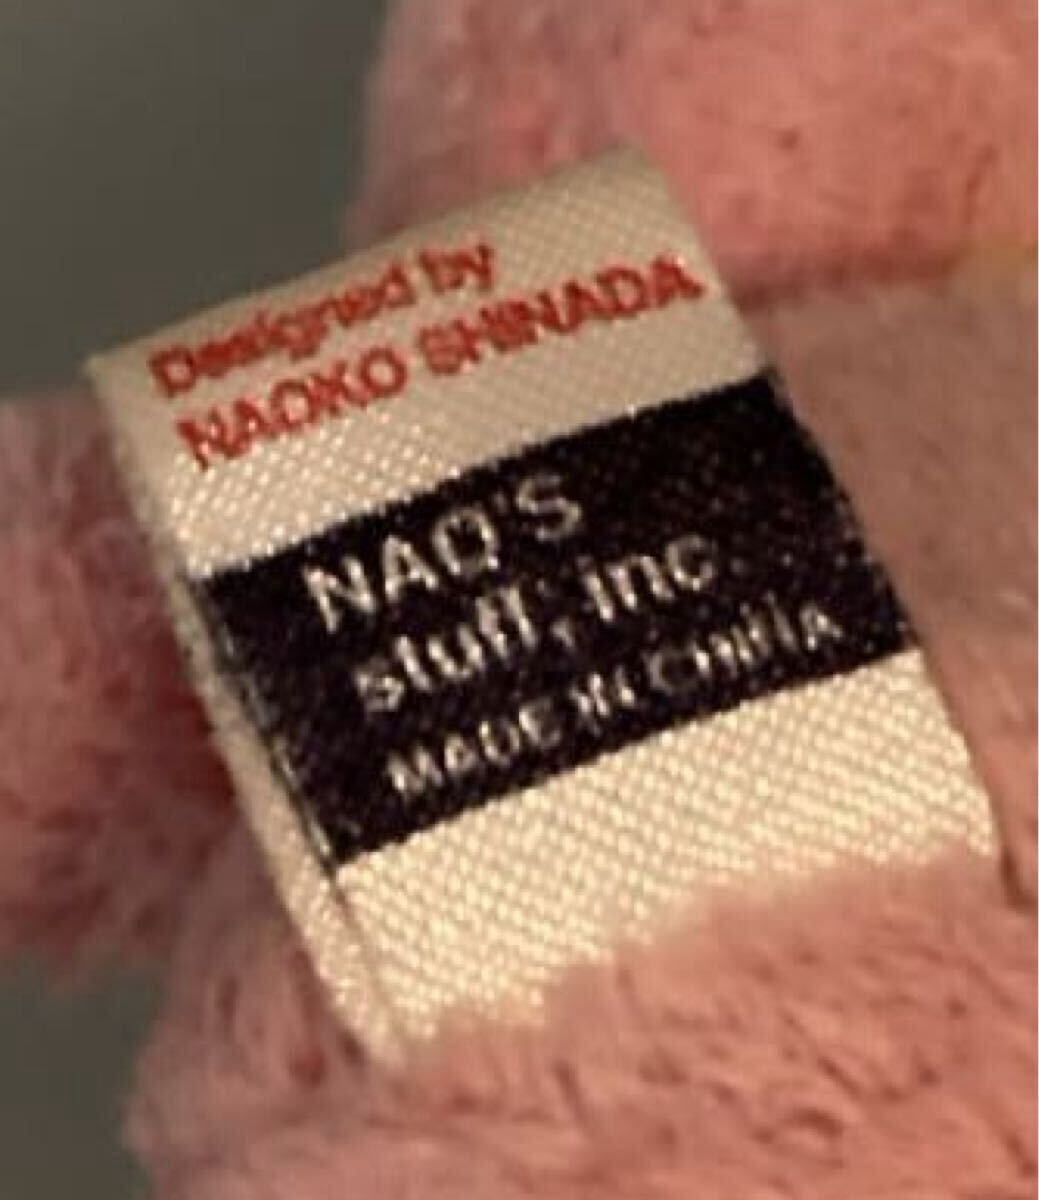 Designed by
NAOKO SHINADA
NAO'S
stuff, inc
MADE IN CHINA